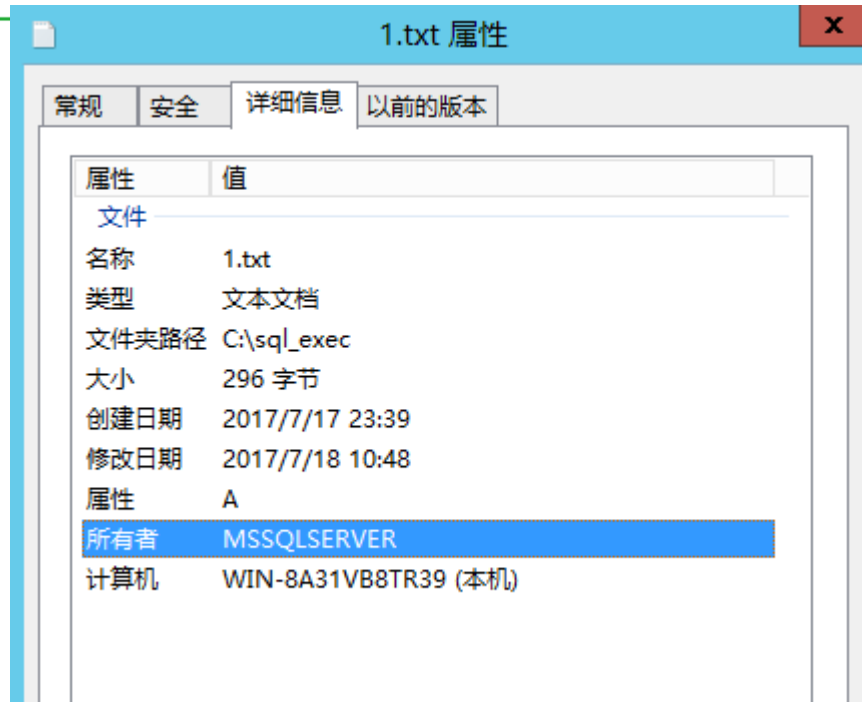 1.txt 属性
x
常规 安全 详细信息 以前的版本
属性 值
文件
名称 1.txt
类型 文本文档
文件夹路径 C:\sql_exec
大小 296 字节
创建日期 2017/7/17 23:39
修改日期 2017/7/18 10:48
属性 A
所有者 MSSQLSERVER
计算机 WIN-8A31VB8TR39 (本机)